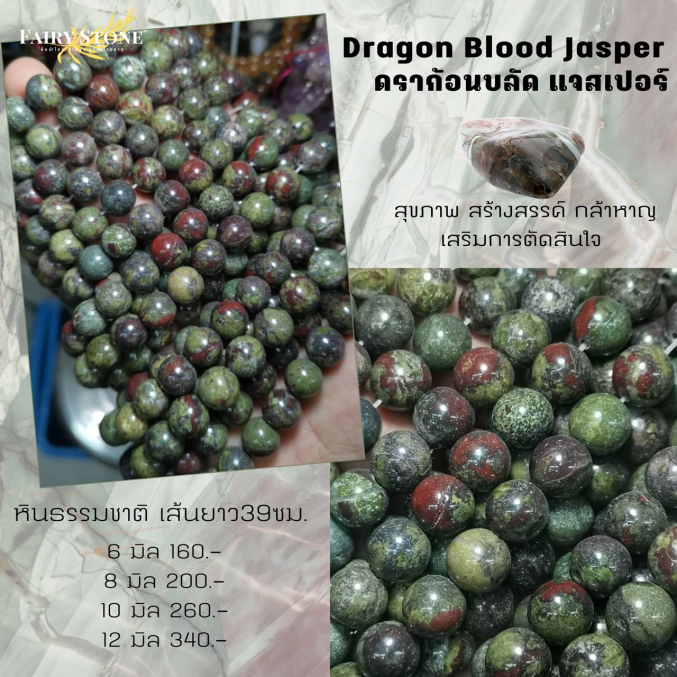 FAIRY STONE
Dragon Blood Jasper
ดราก้อนบลัด แจสเปอร์
สุขภาพ สร้างสรรค์ กล้าหาญ
เสริมการตัดสินใจ
หินธรรมชาติ เส้นยาว39ซม.
6 มิล 160.-
8 มิล 200.-
10 มิล 260.-
12 มิล 340.-